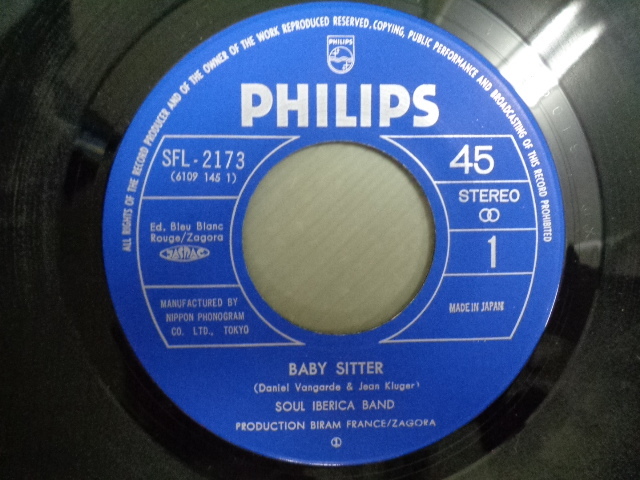 ALL RIGHTS OF THE RECORD PRODUCER AND OF THE OWNER OF THE WORK REPRODUCED RESERVED. COPYING, PUBLIC PERFORMANCE AND BROADCASTING OF THIS RECORD PROHIBITED
PHILIPS
PHILIPS
SFL-2173
(6109 145 1)
45
STEREO
Ed. Bleu Blanc
Rouge/Zagora
JASRAC
1
MANUFACTURED BY
NIPPON PHONOGRAM
CO. LTD., TOKYO
MADE IN JAPAN
BABY SITTER
(Daniel Vangarde & Jean Kluger)
SOUL IBERICA BAND
PRODUCTION BIRAM FRANCE/ZAGORA